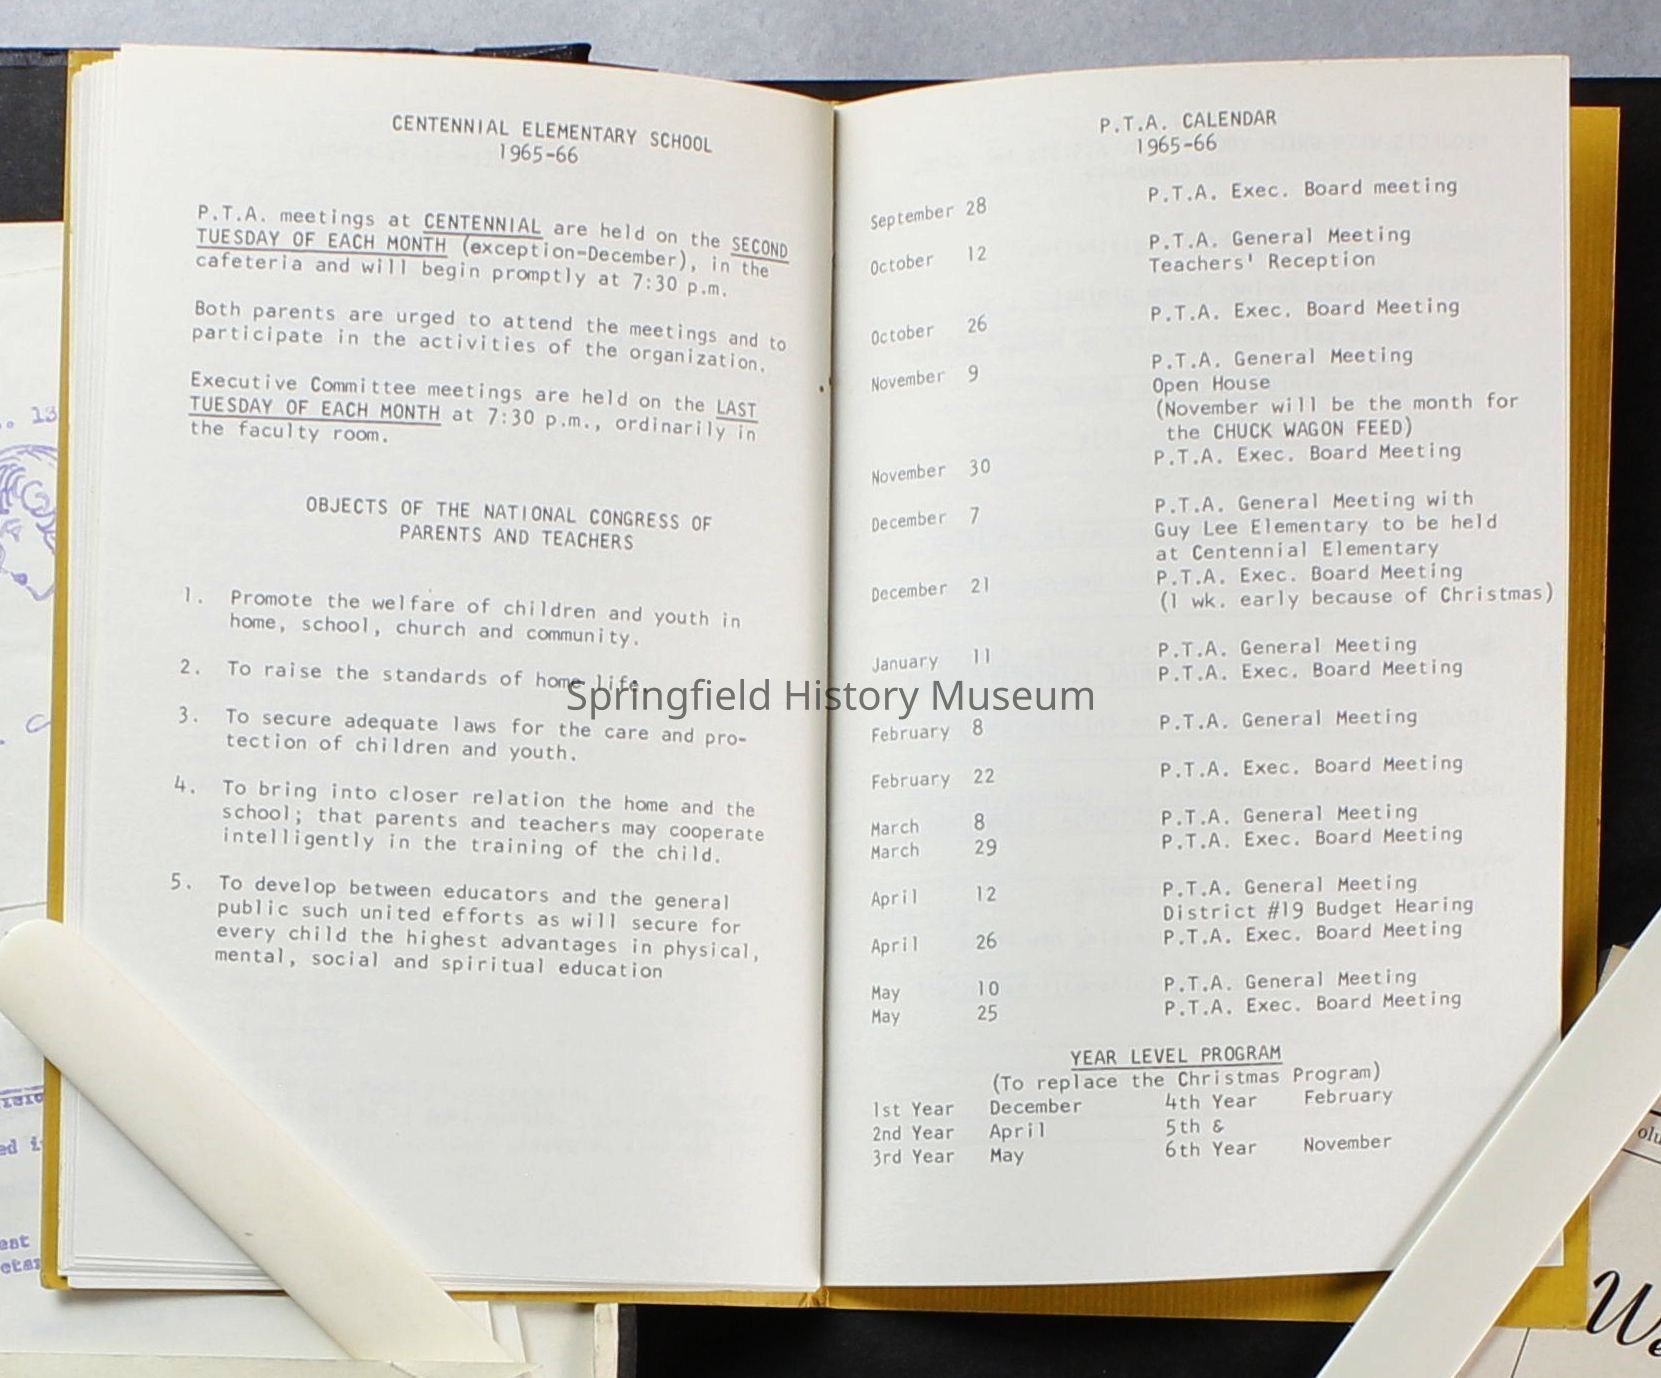 CENTENNIAL ELEMENTARY SCHOOL
1965-66
P.T.A. meetings at CENTENNIAL are held on the SECOND
TUESDAY OF EACH MONTH (exception-December), in the
cafeteria and will begin promptly at 7:30 p.m.
Both parents are urged to attend the meetings and to
participate in the activities of the organization.
Executive Committee meetings are held on the LAST
TUESDAY OF EACH MONTH at 7:30 p.m., ordinarily in
the faculty room.
OBJECTS OF THE NATIONAL CONGRESS OF
PARENTS AND TEACHERS
1. Promote the welfare of children and youth in
home, school, church and community.
2. To raise the standards of home life
3. To secure adequate laws for the care and pro-
tection of children and youth.
4. To bring into closer relation the home and the
school; that parents and teachers may cooperate
intelligently in the training of the child.
5. To develop between educators and the general
public such united efforts as will secure for
every child the highest advantages in physical,
mental, social and spiritual education
P.T.A. CALENDAR
1965-66
September 28 P.T.A. Exec. Board meeting
October 12 P.T.A. General Meeting
Teachers' Reception
October 26 P.T.A. Exec. Board Meeting
November 9 P.T.A. General Meeting
Open House
(November will be the month for
the CHUCK WAGON FEED)
November 30 P.T.A. Exec. Board Meeting
December 7 P.T.A. General Meeting with
Guy Lee Elementary to be held
at Centennial Elementary
December 21 P.T.A. Exec. Board Meeting
(1 wk. early because of Christmas)
January 11 P.T.A. General Meeting
P.T.A. Exec. Board Meeting
February 8 P.T.A. General Meeting
February 22 P.T.A. Exec. Board Meeting
March 8 P.T.A. General Meeting
March 29 P.T.A. Exec. Board Meeting
April 12 P.T.A. General Meeting
District #19 Budget Hearing
April 26 P.T.A. Exec. Board Meeting
May 10 P.T.A. General Meeting
May 25 P.T.A. Exec. Board Meeting
YEAR LEVEL PROGRAM
(To replace the Christmas Program)
1st Year December 4th Year February
2nd Year April 5th &
3rd Year May 6th Year November
Springfield History Museum